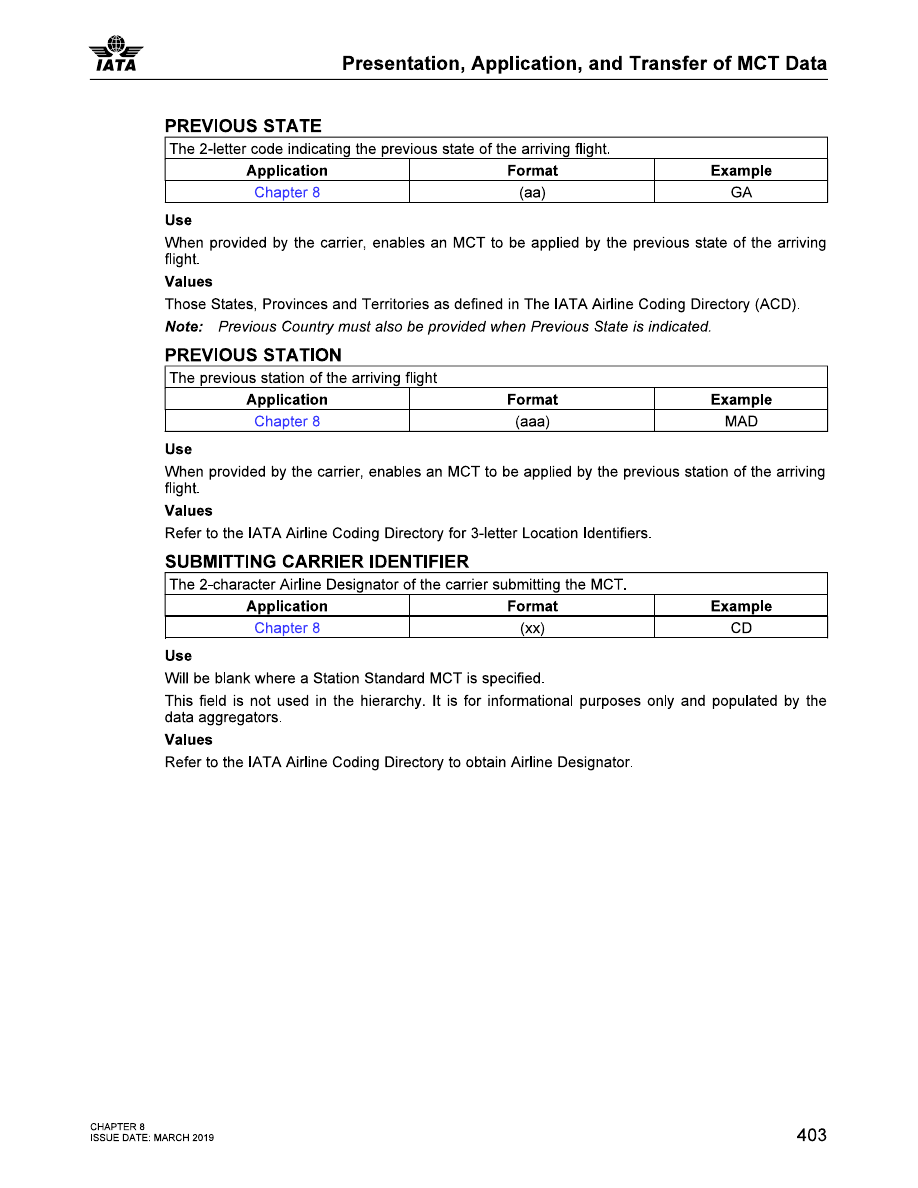 IATA
Presentation, Application, and Transfer of MCT Data
PREVIOUS STATE
The 2-letter code indicating the previous state of the arriving flight.
Application Format Example
Chapter 8 (aa) GA
Use
When provided by the carrier, enables an MCT to be applied by the previous state of the arriving
flight.
Values
Those States, Provinces and Territories as defined in The IATA Airline Coding Directory (ACD).
Note: Previous Country must also be provided when Previous State is indicated.
PREVIOUS STATION
The previous station of the arriving flight
Application Format Example
Chapter 8 (aaa) MAD
Use
When provided by the carrier, enables an MCT to be applied by the previous station of the arriving
flight.
Values
Refer to the IATA Airline Coding Directory for 3-letter Location Identifiers.
SUBMITTING CARRIER IDENTIFIER
The 2-character Airline Designator of the carrier submitting the MCT.
Application Format Example
Chapter 8 (xx) CD
Use
Will be blank where a Station Standard MCT is specified.
This field is not used in the hierarchy. It is for informational purposes only and populated by the
data aggregators.
Values
Refer to the IATA Airline Coding Directory to obtain Airline Designator.
CHAPTER 8
ISSUE DATE: MARCH 2019
403